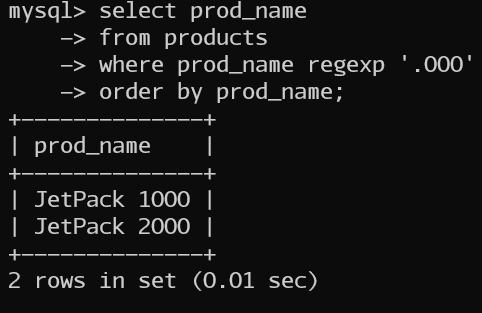 mysql> select prod_name
-> from products
-> where prod_name regexp '.000'
-> order by prod_name;
+--------------+
| prod_name    |
+--------------+
| JetPack 1000 |
| JetPack 2000 |
+--------------+
2 rows in set (0.01 sec)